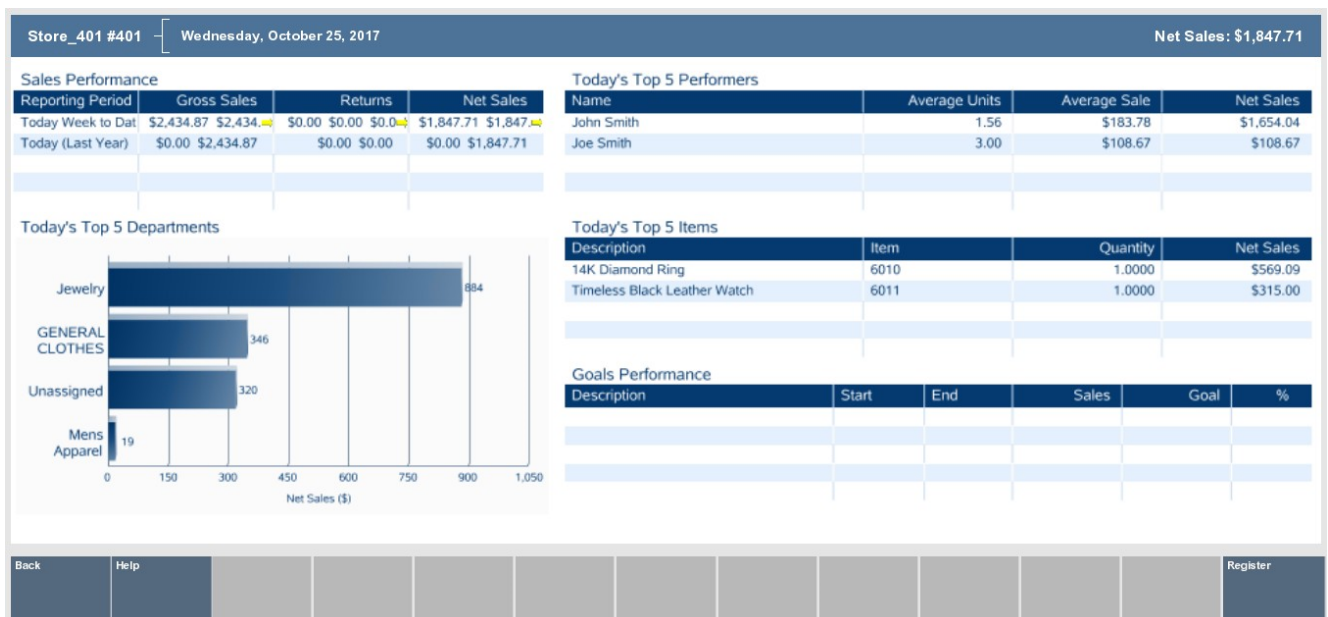 Store_401 #401 Wednesday, October 25, 2017 Net Sales: $1,847.71
Sales Performance
Reporting Period Gross Sales Returns Net Sales
Today Week to Dat $2,434.87 $2,434. $0.00 $0.00 $0.0 $1,847.71 $1,847.
Today (Last Year) $0.00 $2,434.87 $0.00 $0.00 $0.00 $1,847.71
Today's Top 5 Performers
Name Average Units Average Sale Net Sales
John Smith 1.56 $183.78 $1,654.04
Joe Smith 3.00 $108.67 $108.67
Today's Top 5 Departments
Jewelry 884
GENERAL
CLOTHES 346
Unassigned 320
Mens
Apparel 19
0 150 300 450 600 750 900 1,050
Net Sales ($)
Today's Top 5 Items
Description Item Quantity Net Sales
14K Diamond Ring 6010 1.0000 $569.09
Timeless Black Leather Watch 6011 1.0000 $315.00
Goals Performance
Description Start End Sales Goal %
Back Help Register